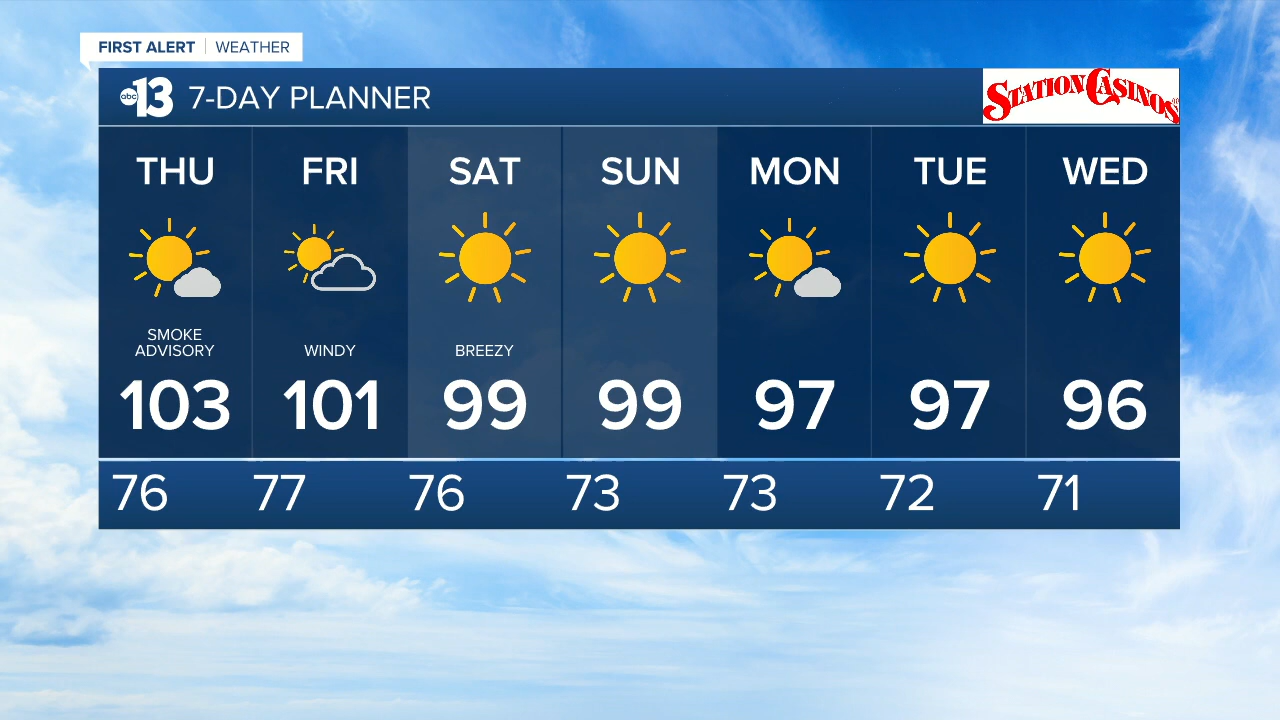 FIRST ALERT | WEATHER
abc 13 7-DAY PLANNER
STATION CASINOS
THU FRI SAT SUN MON TUE WED
SMOKE
ADVISORY WINDY BREEZY
103 101 99 99 97 97 96
76 77 76 73 73 72 71